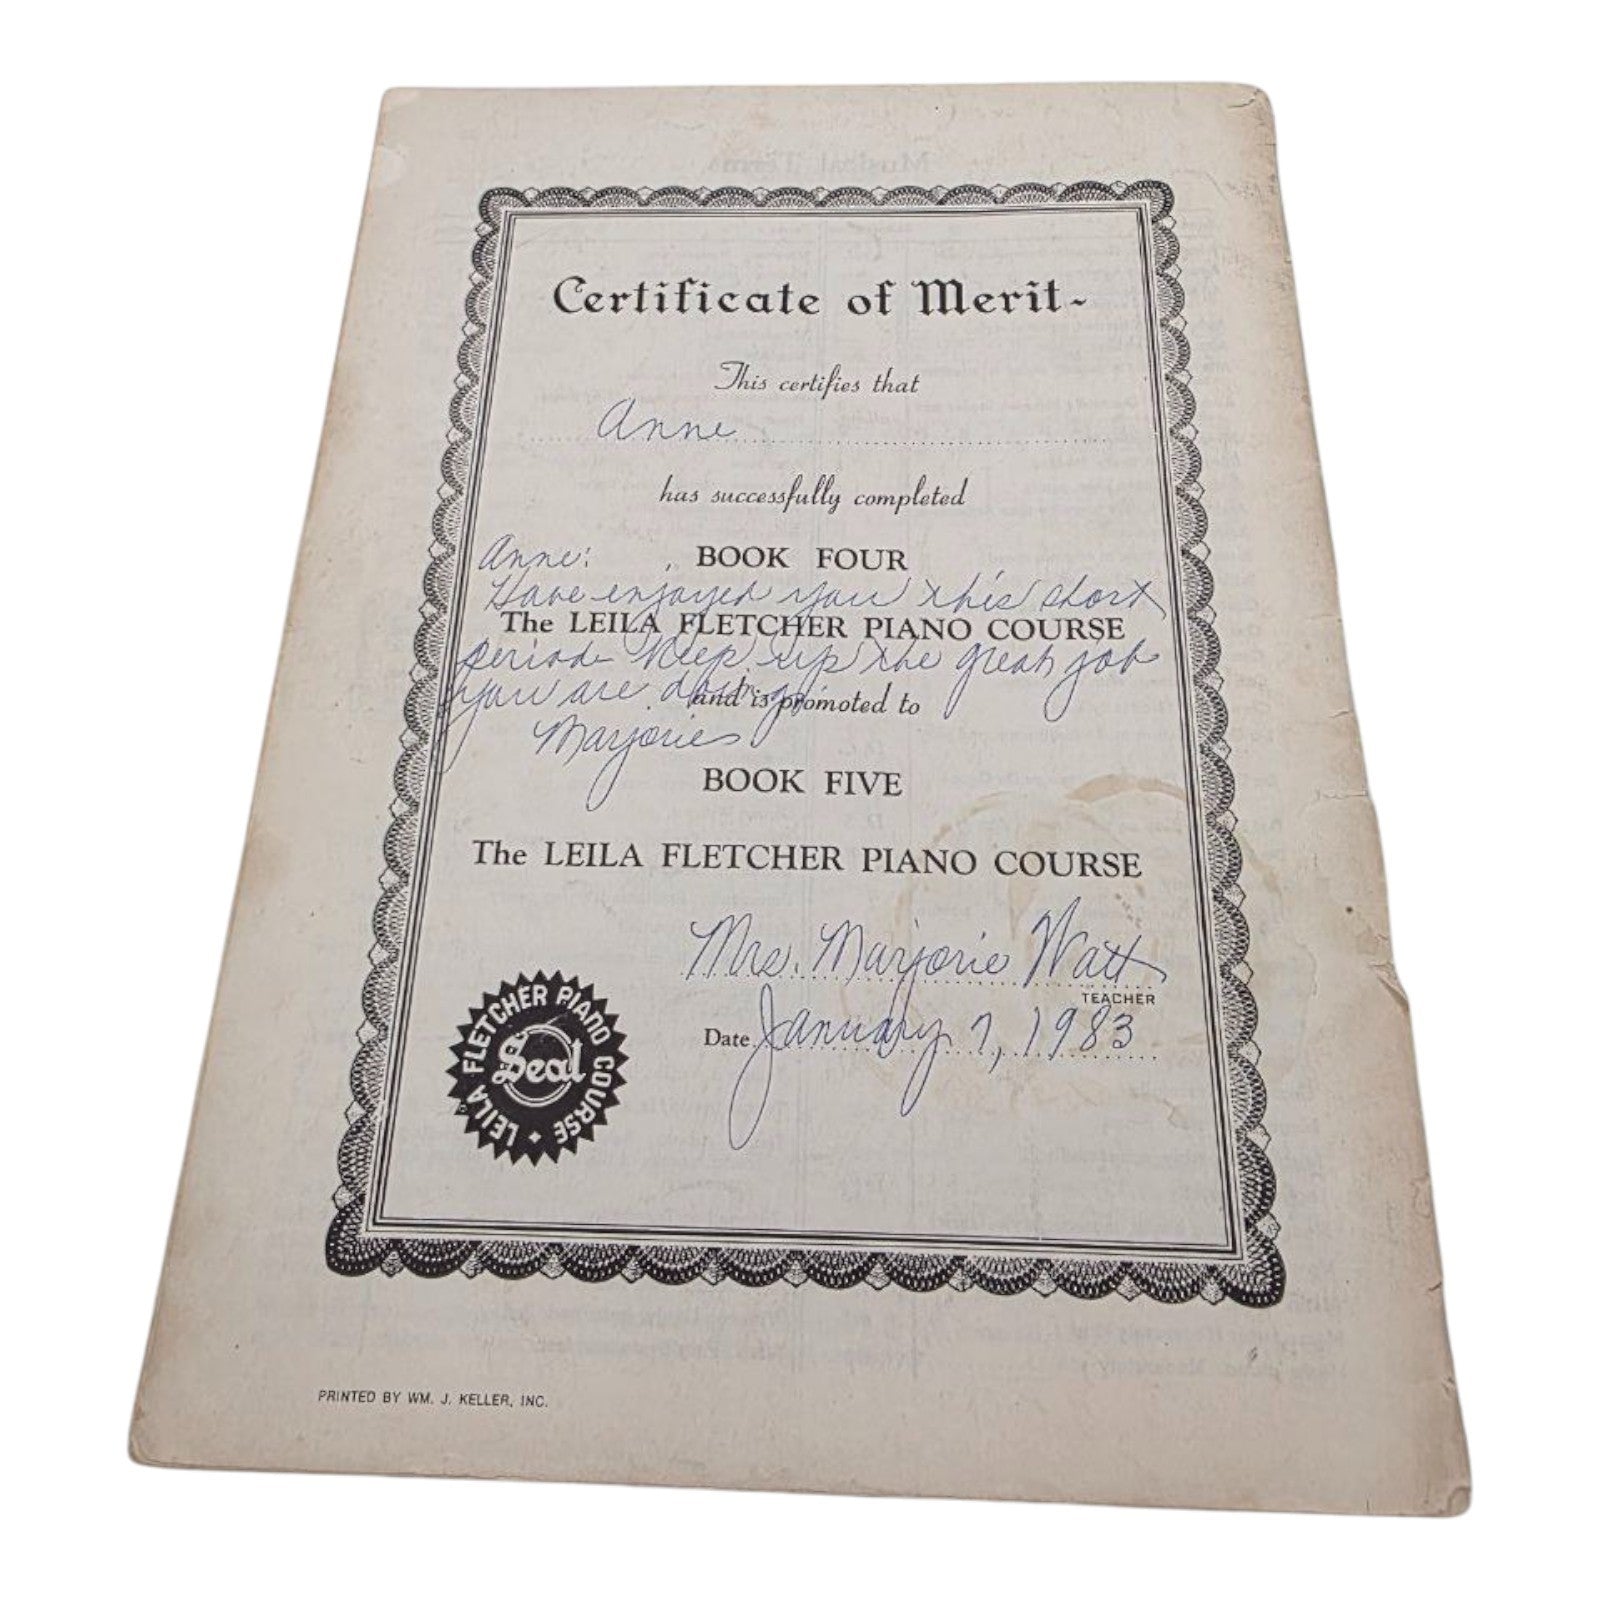 Certificate of Merit~
This certifies that
Anne
has successfully completed
Anne:
BOOK FOUR
Have enjoyed you this short
The LEILA FLETCHER PIANO COURSE
period- Keep up the great job
you are doing.
and is promoted to
Marjorie
BOOK FIVE
The LEILA FLETCHER PIANO COURSE
Mrs. Marjorie Watt
TEACHER
Date January 7, 1983
LEILA FLETCHER PIANO COURSE
Seal
PRINTED BY WM. J. KELLER, INC.
Musical Terms